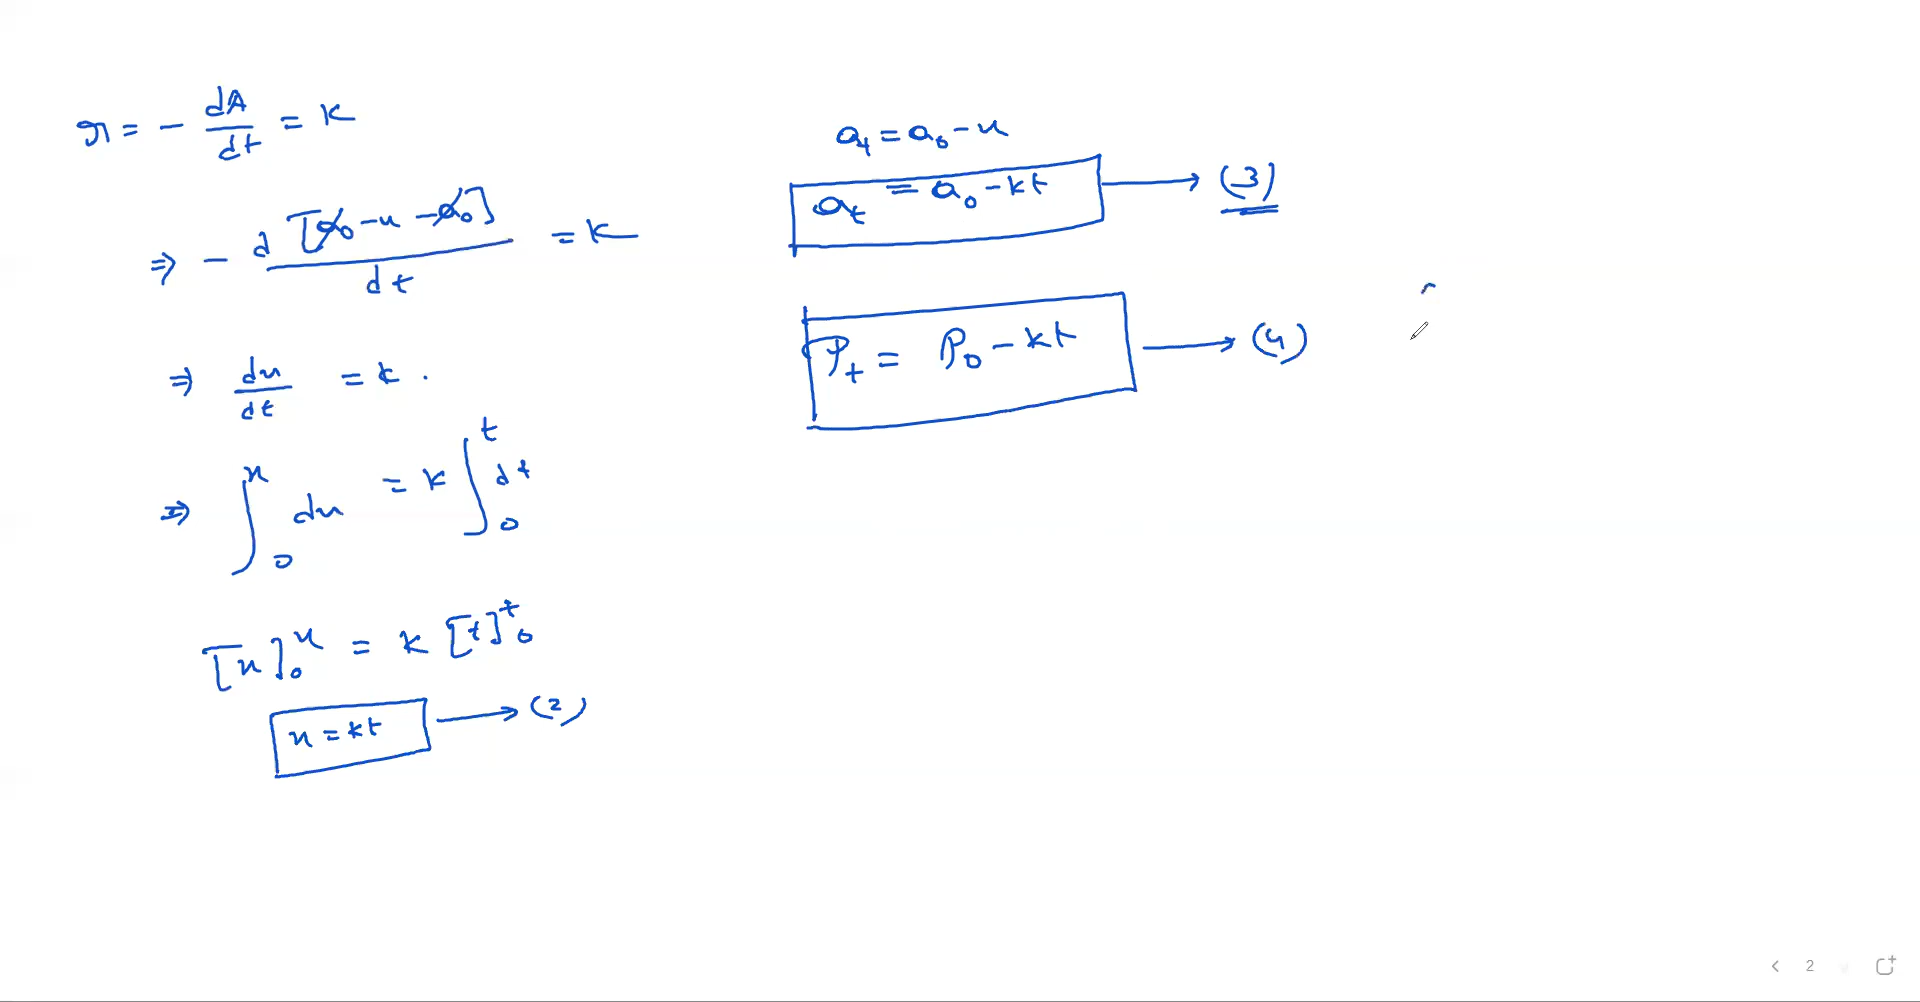 r = - dA/dt = k
⇒ - d[a₀ - x - a₀]/dt = k
⇒ dx/dt = k .
⇒ ∫₀ˣ dx = k ∫₀ᵗ dt
[x]₀ˣ = k [t]₀ᵗ
x = kt → (2)
aₜ = a₀ - x
aₜ = a₀ - kt → (3)
Pₜ = P₀ - kt → (4)
2